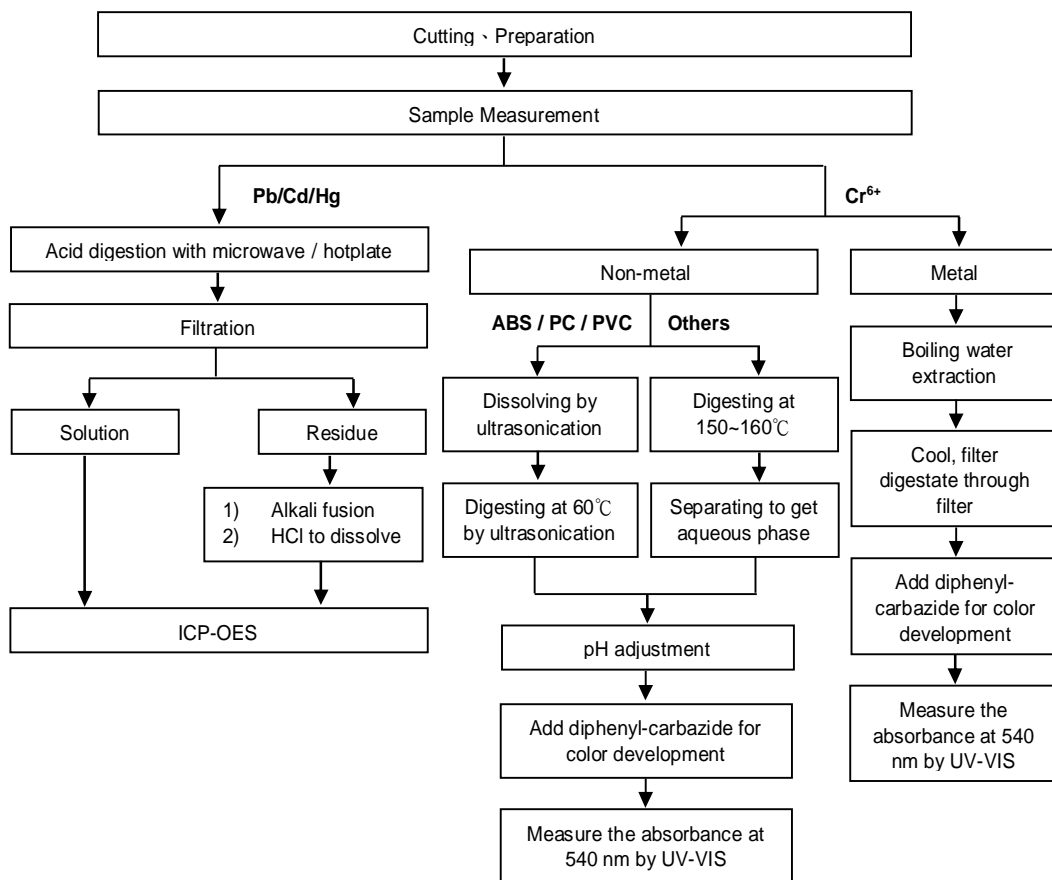 Cutting、Preparation
Sample Measurement
Pb/Cd/Hg
Cr⁶⁺
Acid digestion with microwave / hotplate
Non-metal
Metal
Filtration
ABS / PC / PVC
Others
Boiling water
extraction
Solution
Residue
Dissolving by
ultrasonication
Digesting at
150~160℃
Cool, filter
digestate through
filter
1) Alkali fusion
2) HCl to dissolve
Digesting at 60℃
by ultrasonication
Separating to get
aqueous phase
Add diphenyl-
carbazide for color
development
ICP-OES
pH adjustment
Measure the
absorbance at 540
nm by UV-VIS
Add diphenyl-carbazide for
color development
Measure the absorbance at
540 nm by UV-VIS